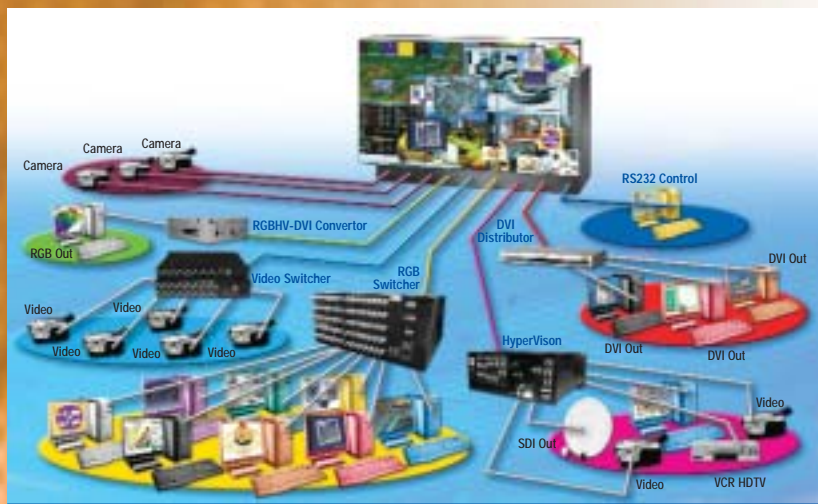 Camera
Camera
Camera
RS232 Control
RGBHV-DVI Convertor
DVI
Distributor
RGB Out
DVI Out
Video Switcher
RGB
Switcher
Video
Video
HyperVison
DVI Out
DVI Out
Video
Video
Video
Video
SDI Out
Video
VCR HDTV